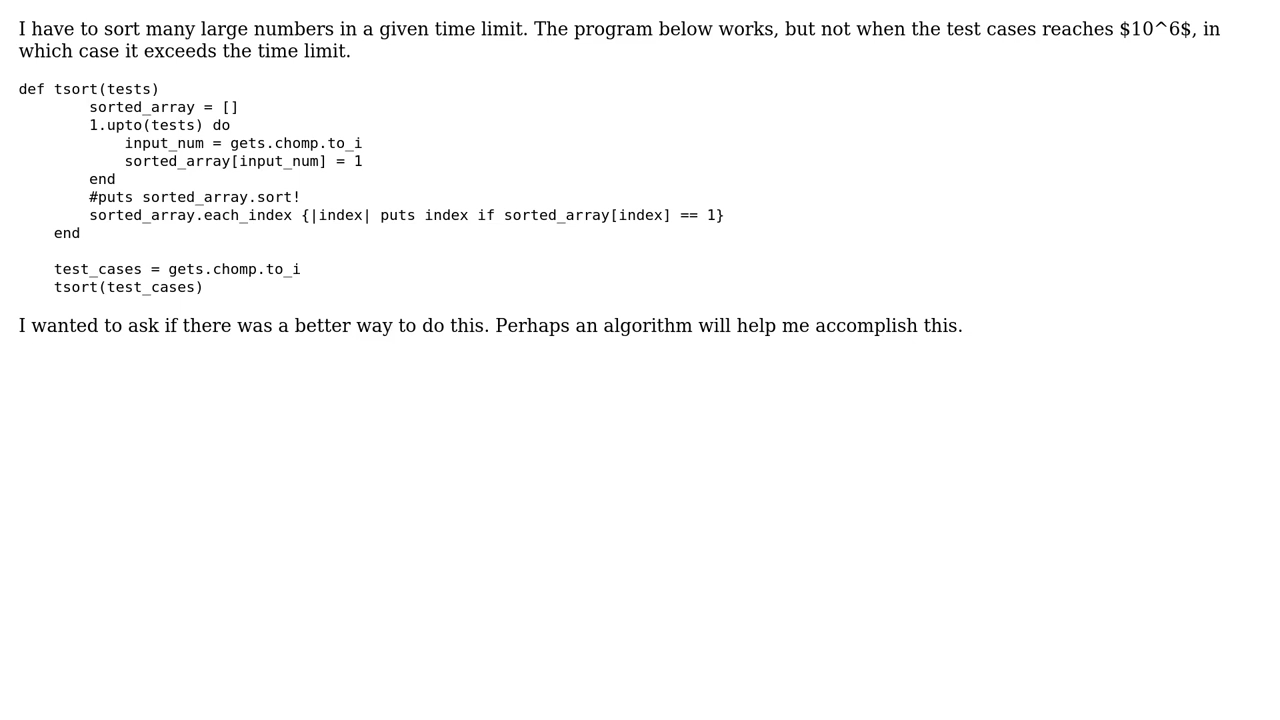 I have to sort many large numbers in a given time limit. The program below works, but not when the test cases reaches $10^6$, in
which case it exceeds the time limit.
def tsort(tests)
        sorted_array = []
        1.upto(tests) do
            input_num = gets.chomp.to_i
            sorted_array[input_num] = 1
        end
        #puts sorted_array.sort!
        sorted_array.each_index {|index| puts index if sorted_array[index] == 1}
    end
    test_cases = gets.chomp.to_i
    tsort(test_cases)
I wanted to ask if there was a better way to do this. Perhaps an algorithm will help me accomplish this.